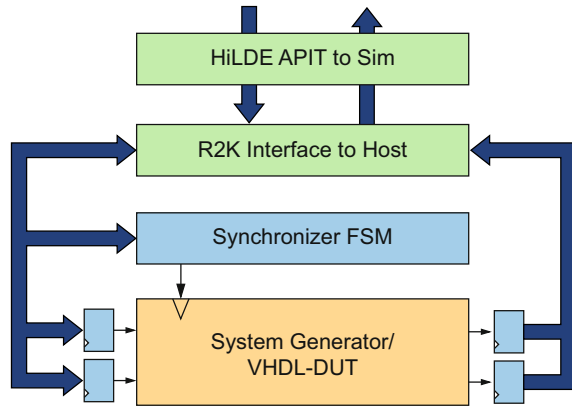 HiLDE APIT to Sim
R2K Interface to Host
Synchronizer FSM
System Generator/
VHDL-DUT